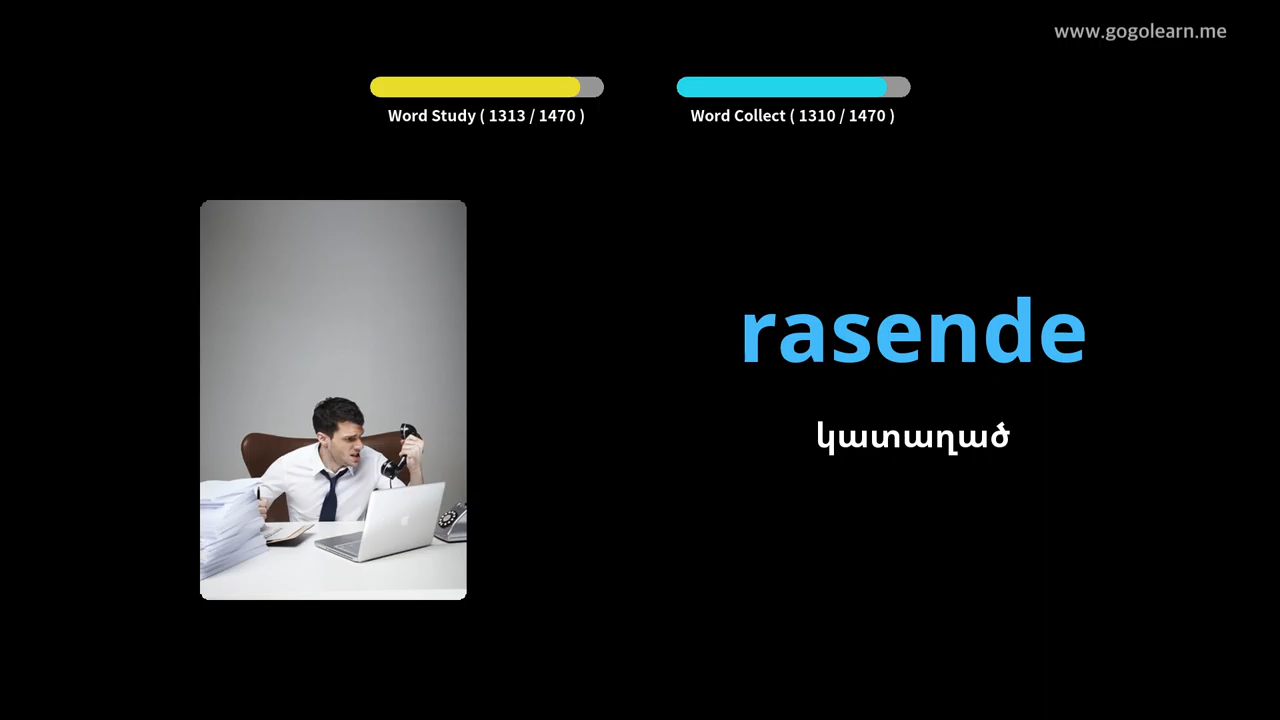 www.gogolearn.me
Word Study ( 1313 / 1470 )
Word Collect ( 1310 / 1470 )
rasende
կատաղած